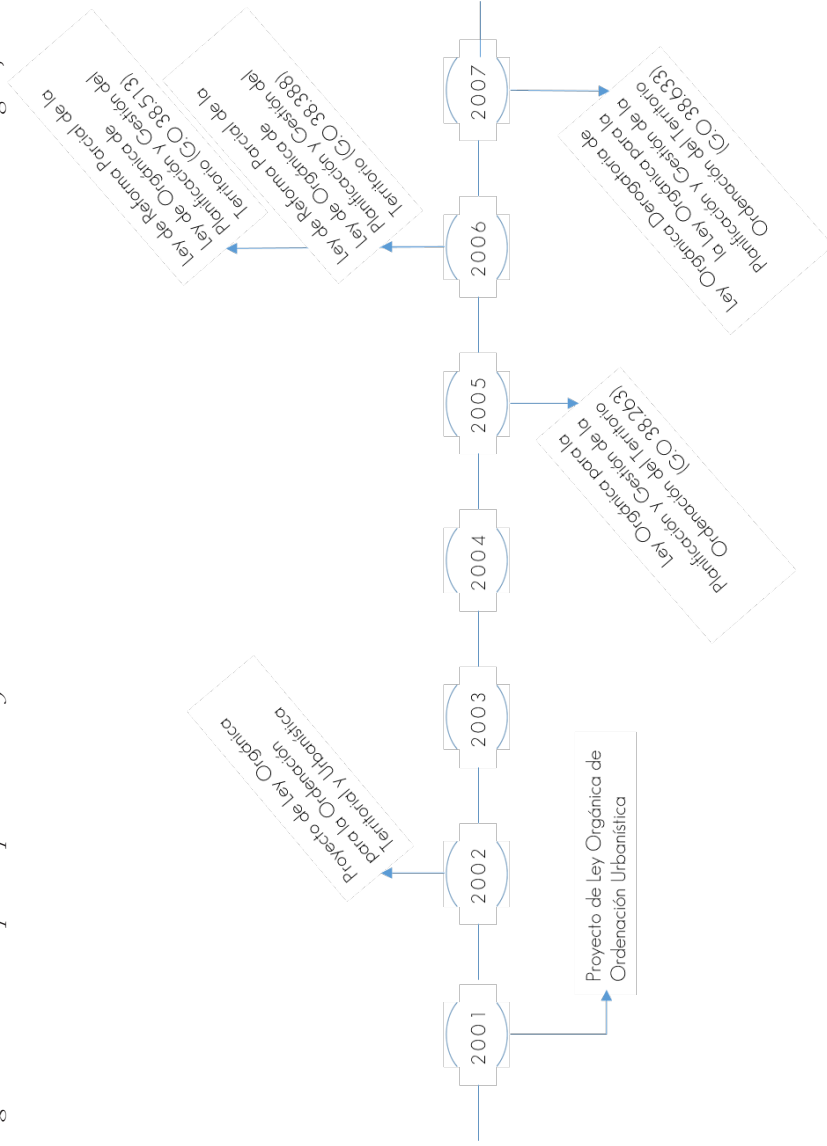 Ley de Reforma Parcial de la
Ley de Orgánica de
Planificación y Gestión del
Territorio (G.O 38.513)
Ley de Reforma Parcial de la
Ley de Orgánica de
Planificación y Gestión del
Territorio (G.O 38.388)
Proyecto de Ley Orgánica
para la Ordenación
Territorial y Urbanística
2001
2002
2003
2004
2005
2006
2007
Proyecto de Ley Orgánica de
Ordenación Urbanística
Ley Orgánica para la
Planificación y Gestión de la
Ordenación del Territorio
(G.O 38.263)
Ley Orgánica Derogatoria de
la Ley Orgánica para la
Planificación y Gestión de la
Ordenación del Territorio
(G.O 38.633)